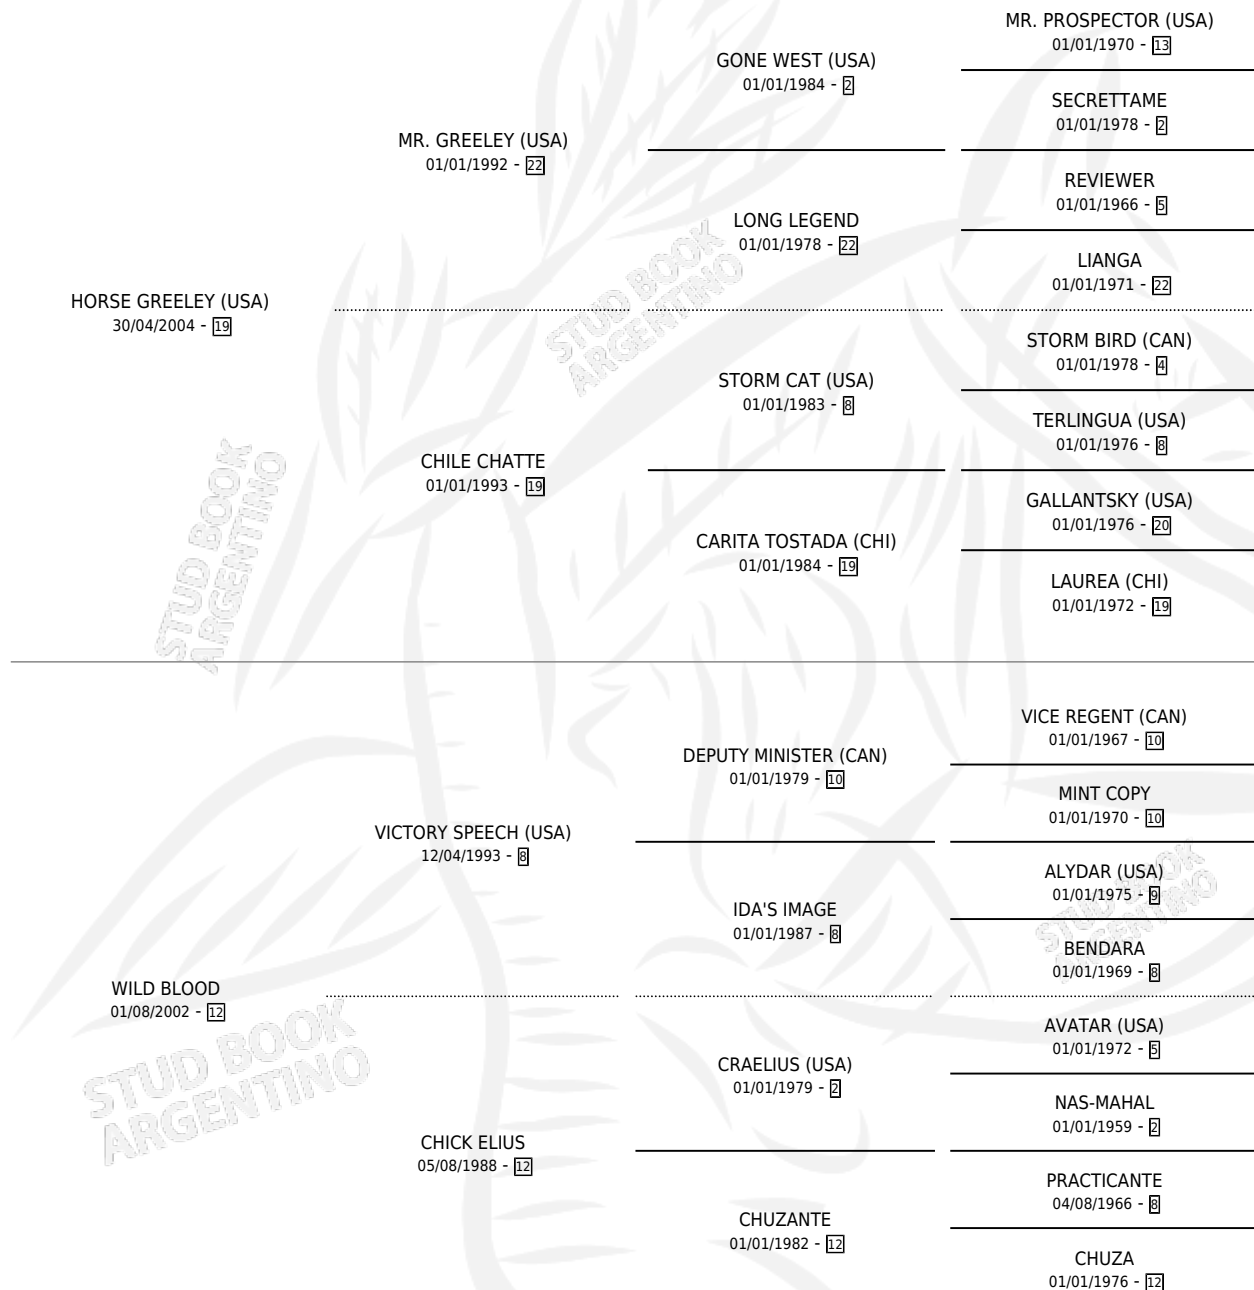 MR. PROSPECTOR (USA)
01/01/1970 - 13
GONE WEST (USA)
01/01/1984 - 2
SECRETTAME
01/01/1978 - 2
MR. GREELEY (USA)
01/01/1992 - 22
REVIEWER
01/01/1966 - 5
LONG LEGEND
01/01/1978 - 22
LIANGA
01/01/1971 - 22
HORSE GREELEY (USA)
30/04/2004 - 19
STUD BOOK
ARGENTINO
STORM BIRD (CAN)
01/01/1978 - 4
STORM CAT (USA)
01/01/1983 - 8
TERLINGUA (USA)
01/01/1976 - 8
CHILE CHATTE
01/01/1993 - 19
GALLANTSKY (USA)
01/01/1976 - 20
CARITA TOSTADA (CHI)
01/01/1984 - 19
LAUREA (CHI)
01/01/1972 - 19
STUD BOOK
ARGENTINO
VICE REGENT (CAN)
01/01/1967 - 10
DEPUTY MINISTER (CAN)
01/01/1979 - 10
MINT COPY
01/01/1970 - 10
VICTORY SPEECH (USA)
12/04/1993 - 8
ALYDAR (USA)
01/01/1975 - 9
STUD BOOK
ARGENTINO
IDA'S IMAGE
01/01/1987 - 8
BENDARA
01/01/1969 - 8
WILD BLOOD
01/08/2002 - 12
STUD BOOK
ARGENTINO
AVATAR (USA)
01/01/1972 - 5
CRAELIUS (USA)
01/01/1979 - 2
NAS-MAHAL
01/01/1959 - 2
CHICK ELIUS
05/08/1988 - 12
PRACTICANTE
04/08/1966 - 8
CHUZANTE
01/01/1982 - 12
CHUZA
01/01/1976 - 12